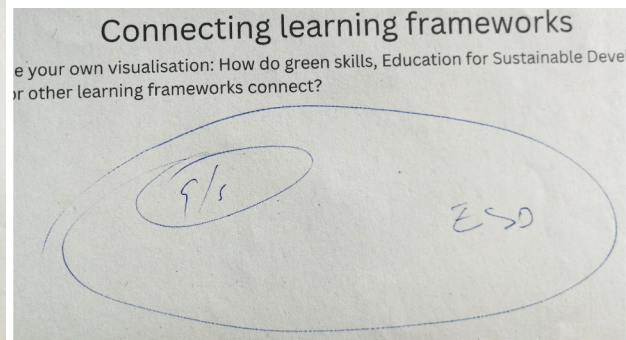 Connecting learning frameworks
e your own visualisation: How do green skills, Education for Sustainable Deve
or other learning frameworks connect?
g/s
ESD